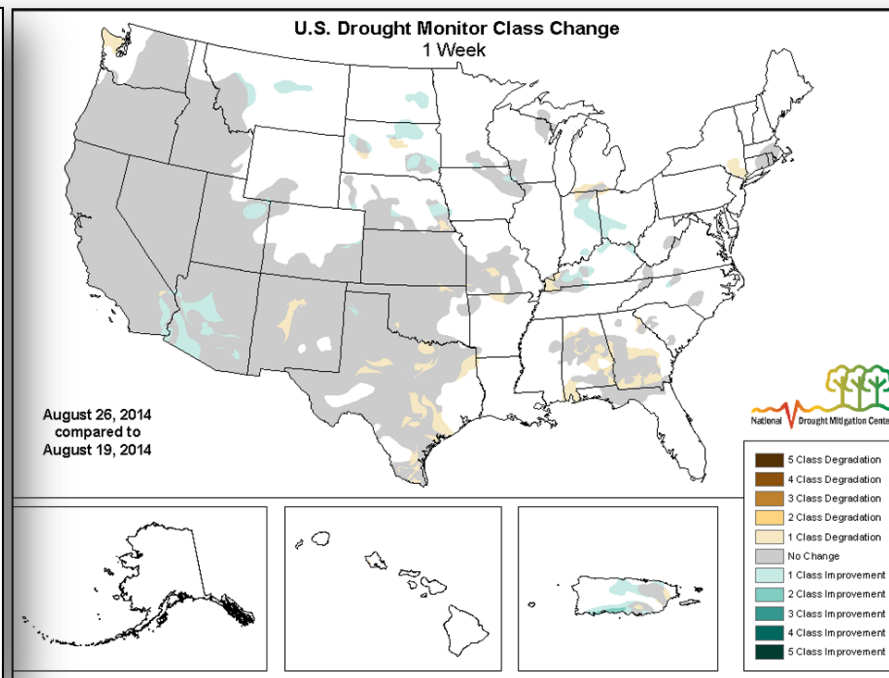 U.S. Drought Monitor Class Change
1 Week
August 26, 2014
compared to
August 19, 2014
National Drought Mitigation Center
5 Class Degradation
4 Class Degradation
3 Class Degradation
2 Class Degradation
1 Class Degradation
No Change
1 Class Improvement
2 Class Improvement
3 Class Improvement
4 Class Improvement
5 Class Improvement